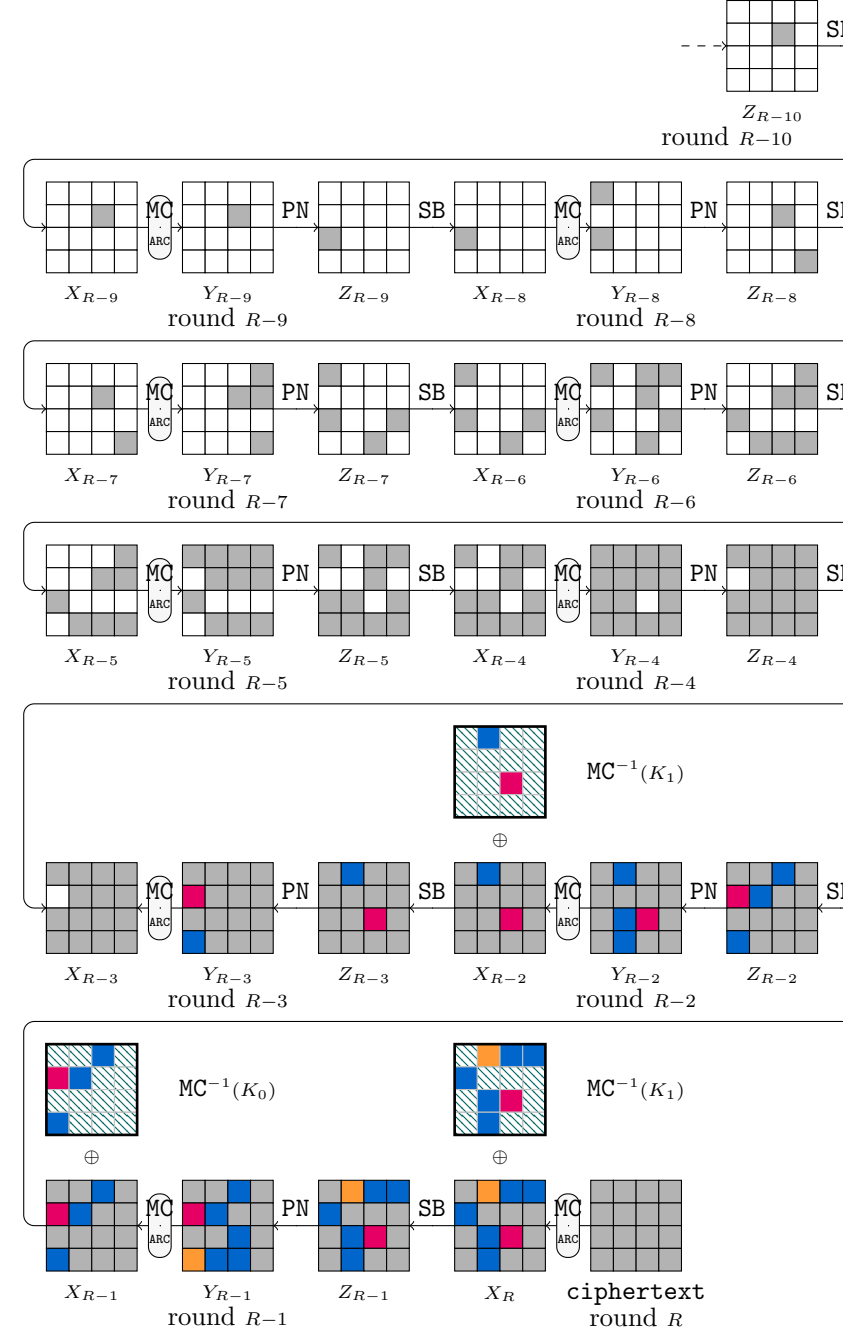 SB
Z_{R−10}
round R−10
MC · ARC PN SB MC · ARC PN SB
X_{R−9} Y_{R−9} Z_{R−9} X_{R−8} Y_{R−8} Z_{R−8}
round R−9 round R−8
MC · ARC PN SB MC · ARC PN SB
X_{R−7} Y_{R−7} Z_{R−7} X_{R−6} Y_{R−6} Z_{R−6}
round R−7 round R−6
MC · ARC PN SB MC · ARC PN SB
X_{R−5} Y_{R−5} Z_{R−5} X_{R−4} Y_{R−4} Z_{R−4}
round R−5 round R−4
MC⁻¹(K₁)
⊕
MC · ARC PN SB MC · ARC PN SB
X_{R−3} Y_{R−3} Z_{R−3} X_{R−2} Y_{R−2} Z_{R−2}
round R−3 round R−2
MC⁻¹(K₀) MC⁻¹(K₁)
⊕ ⊕
MC · ARC PN SB MC · ARC
X_{R−1} Y_{R−1} Z_{R−1} X_R ciphertext
round R−1 round R